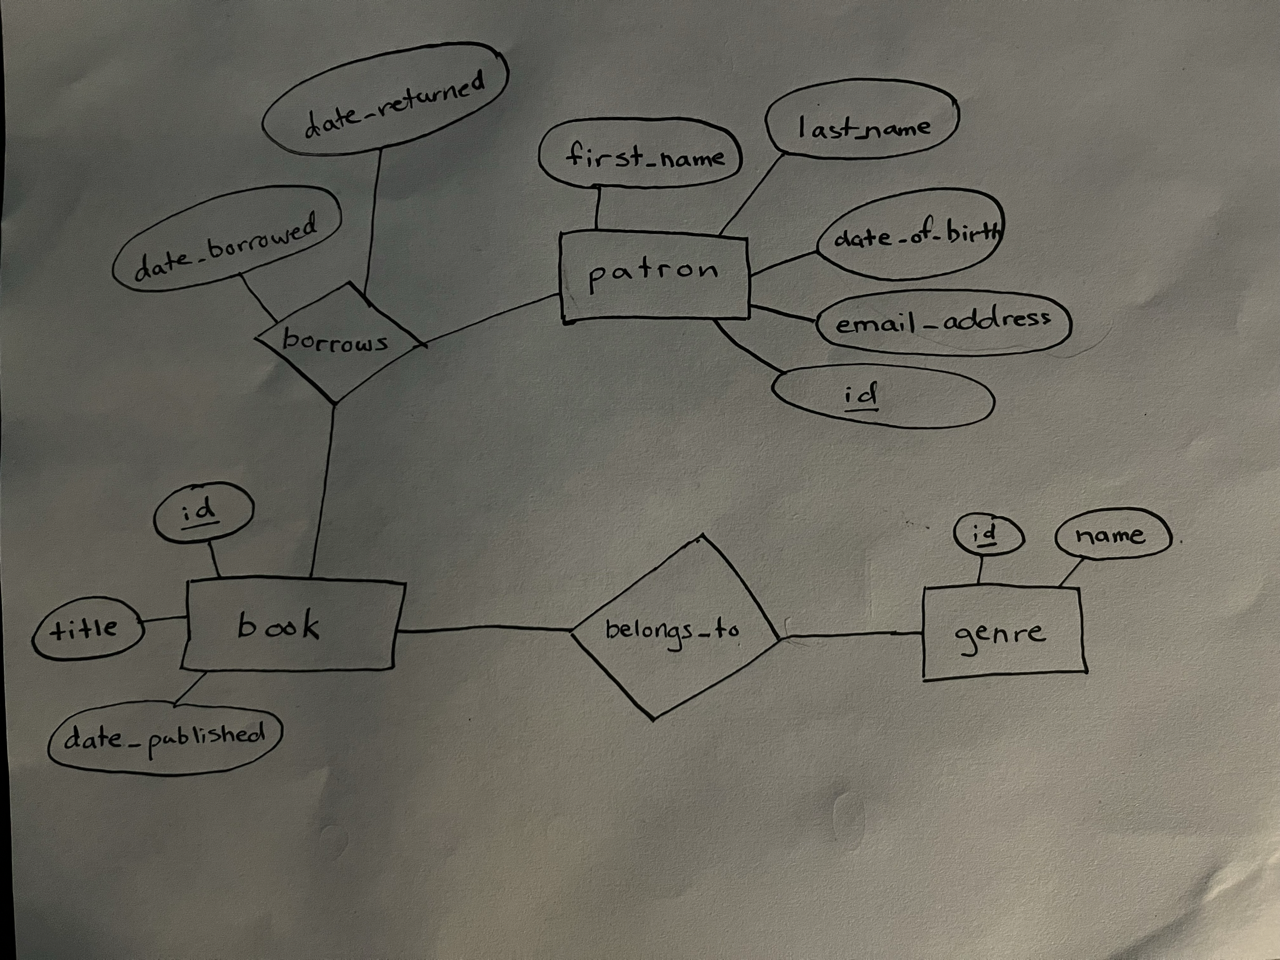 date_returned
first_name
last_name
date_borrowed
date_of_birth
patron
email_address
borrows
id
id
id
name
title
book
belongs_to
genre
date_published